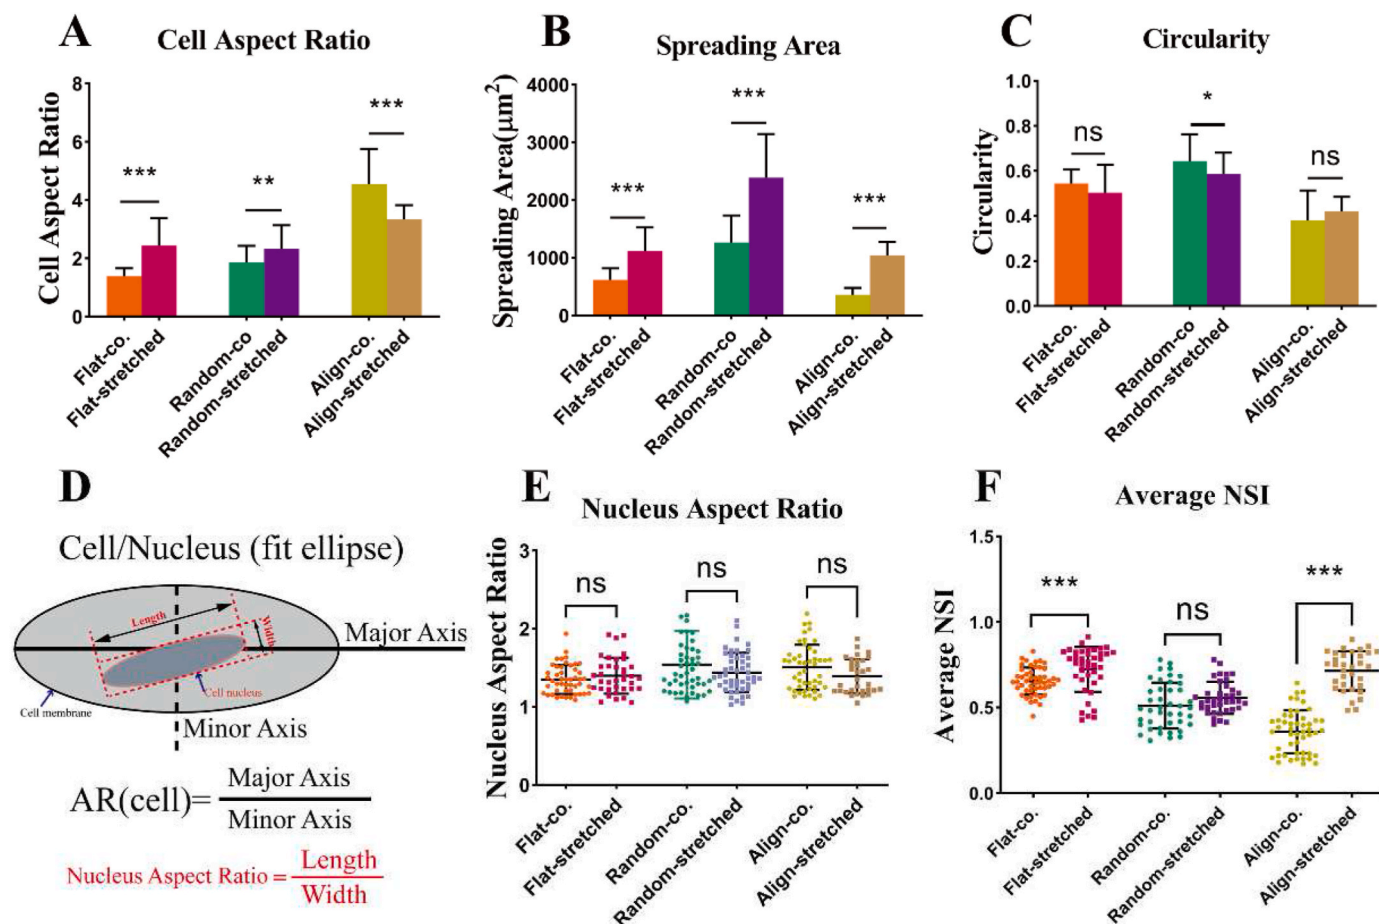 A
Cell Aspect Ratio
Cell Aspect Ratio
8
6
4
2
0
***
**
***
Flat-co.
Flat-stretched
Random-co
Random-stretched
Align-co.
Align-stretched
B
Spreading Area
Spreading Area(µm²)
4000
3000
2000
1000
0
***
***
***
Flat-co.
Flat-stretched
Random-co
Random-stretched
Align-co.
Align-stretched
C
Circularity
Circularity
1.0
0.8
0.6
0.4
0.2
0.0
ns
*
ns
Flat-co.
Flat-stretched
Random-co
Random-stretched
Align-co.
Align-stretched
D
Cell/Nucleus (fit ellipse)
Length
Width
Major Axis
Cell nucleus
Cell membrane
Minor Axis
AR(cell)=
Major Axis
Minor Axis
Nucleus Aspect Ratio =
Length
Width
E
Nucleus Aspect Ratio
Nucleus Aspect Ratio
3
2
1
0
ns
ns
ns
Flat-co.
Flat-stretched
Random-co.
Random-stretched
Align-co.
Align-stretched
F
Average NSI
Average NSI
1.5
1.0
0.5
0.0
***
ns
***
Flat-co.
Flat-stretched
Random-co.
Random-stretched
Align-co.
Align-stretched